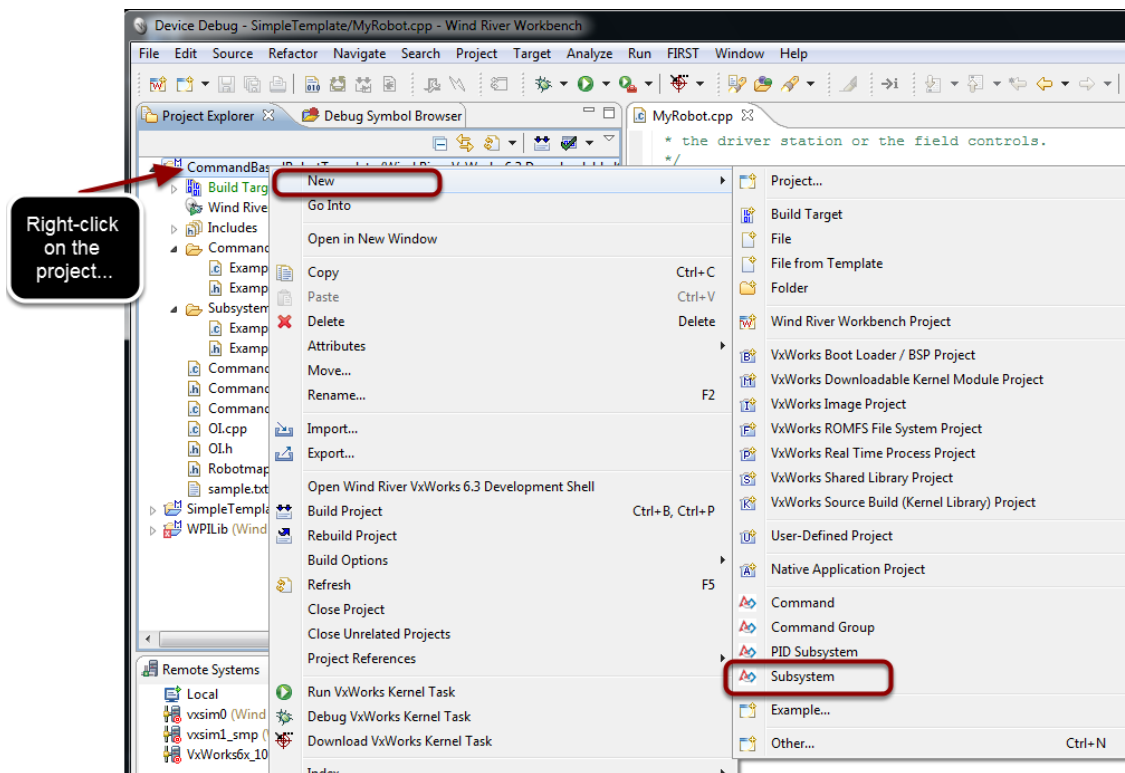 Device Debug - SimpleTemplate/MyRobot.cpp - Wind River Workbench
File Edit Source Refactor Navigate Search Project Target Analyze Run FIRST Window Help
Project Explorer
Debug Symbol Browser
MyRobot.cpp
* the driver station or the field controls.
*/
Right-click
on the
project...
CommandBas
Build Targ
Wind Rive
Includes
Command
Examp
Examp
Subsystem
Examp
Examp
Command
Command
Command
OI.cpp
OI.h
Robotmap
sample.txt
SimpleTempla
WPILib (Wind
Remote Systems
Local
vxsim0 (Wind
vxsim1_smp (
VxWorks6x_10
New
Go Into
Open in New Window
Copy Ctrl+C
Paste Ctrl+V
Delete Delete
Attributes
Move...
Rename... F2
Import...
Export...
Open Wind River VxWorks 6.3 Development Shell
Build Project Ctrl+B, Ctrl+P
Rebuild Project
Build Options
Refresh F5
Close Project
Close Unrelated Projects
Project References
Run VxWorks Kernel Task
Debug VxWorks Kernel Task
Download VxWorks Kernel Task
Index
Project...
Build Target
File
File from Template
Folder
Wind River Workbench Project
VxWorks Boot Loader / BSP Project
VxWorks Downloadable Kernel Module Project
VxWorks Image Project
VxWorks ROMFS File System Project
VxWorks Real Time Process Project
VxWorks Shared Library Project
VxWorks Source Build (Kernel Library) Project
User-Defined Project
Native Application Project
Command
Command Group
PID Subsystem
Subsystem
Example...
Other... Ctrl+N